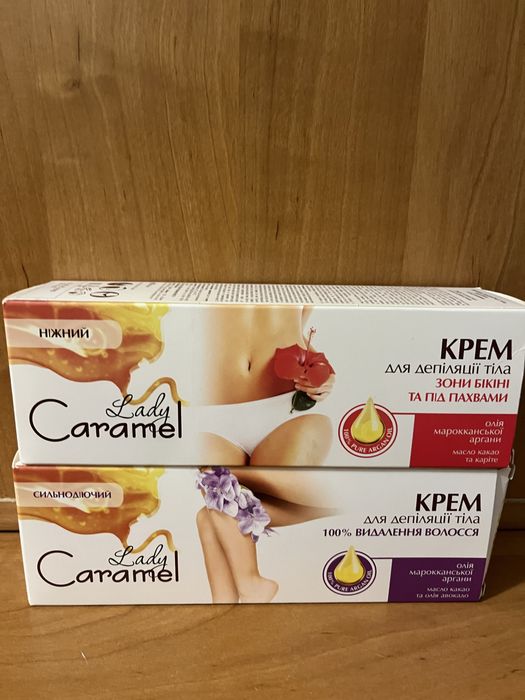 НІЖНИЙ
Lady
Caramel
КРЕМ
для депіляції тіла
ЗОНИ БІКІНІ
ТА ПІД ПАХВАМИ
100% PURE ARGAN OIL
олія
марокканської
аргани
масло какао
та каріте
СИЛЬНОДІЮЧИЙ
Lady
Caramel
КРЕМ
для депіляції тіла
100% ВИДАЛЕННЯ ВОЛОССЯ
100% PURE ARGAN OIL
олія
марокканської
аргани
масло какао
та олія авокадо